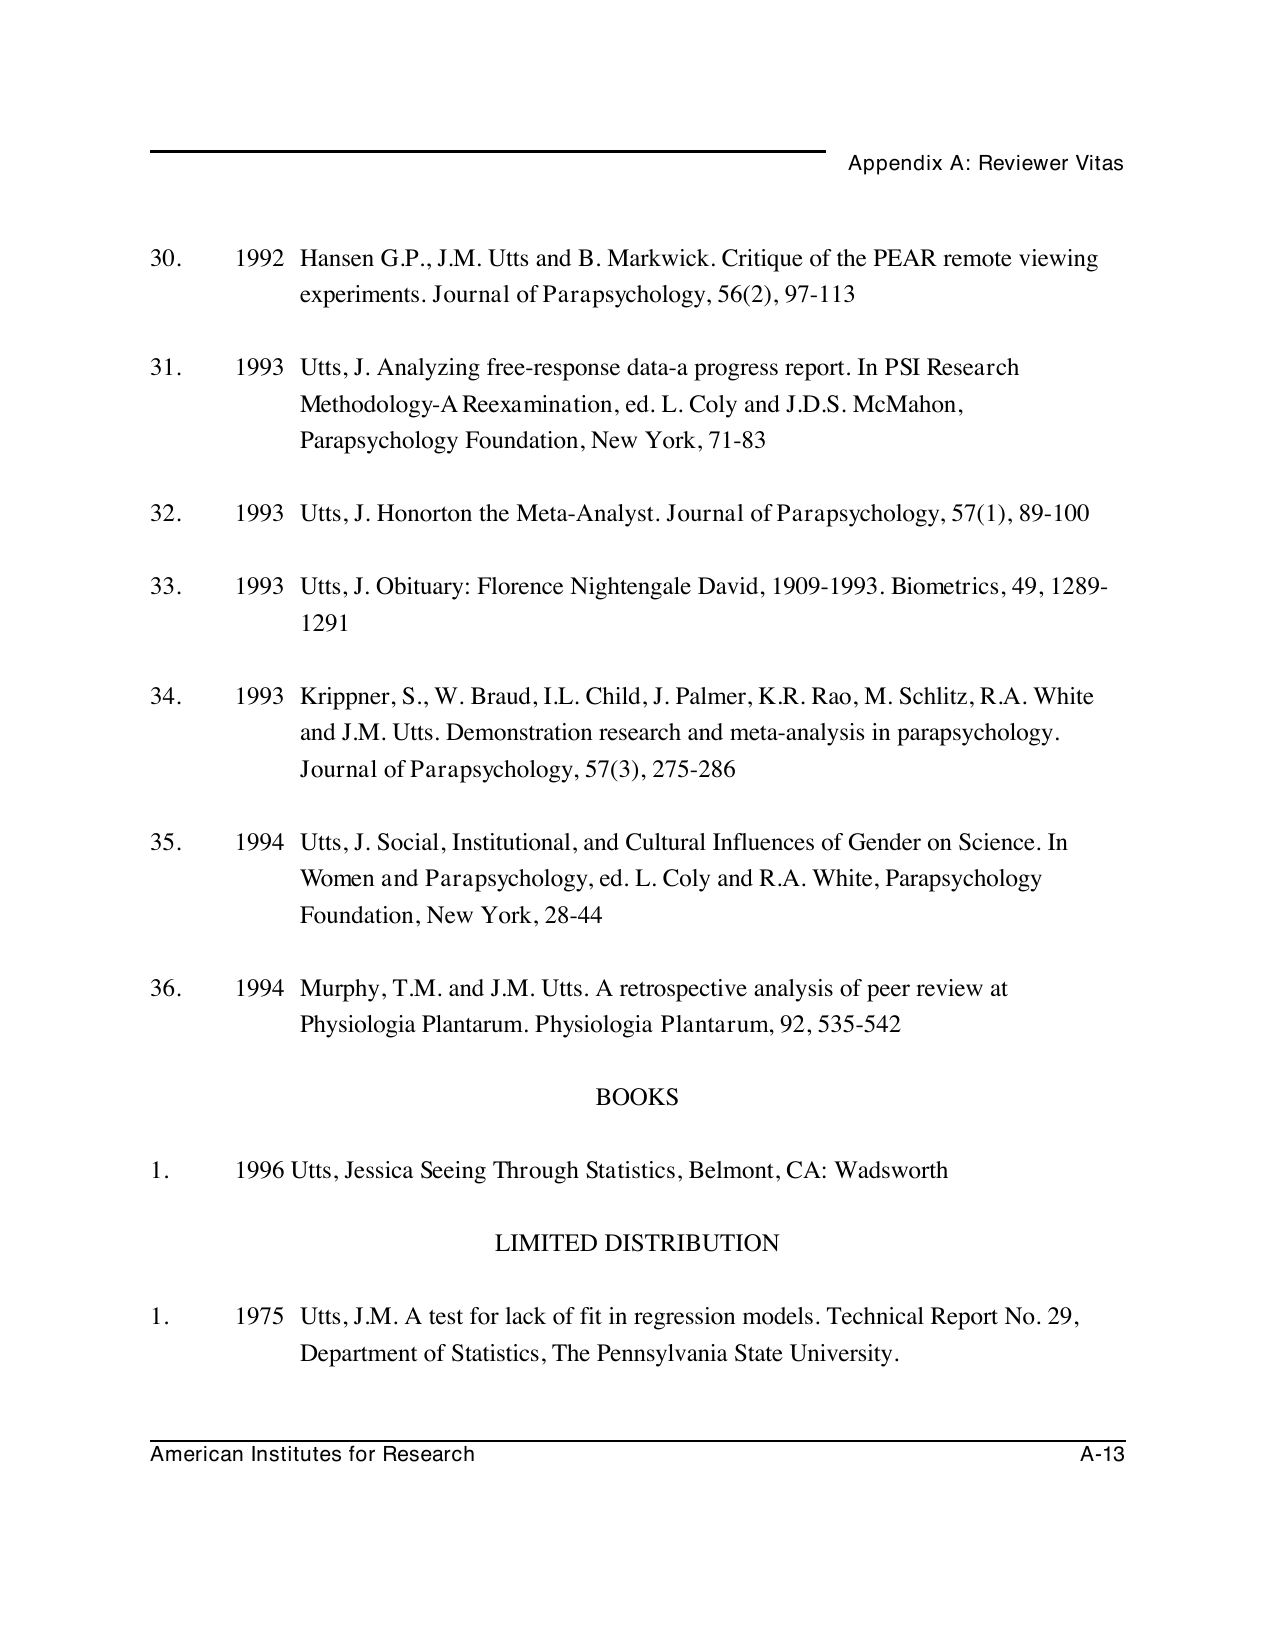 Appendix A: Reviewer Vitas
30. 1992 Hansen G.P., J.M. Utts and B. Markwick. Critique of the PEAR remote viewing
experiments. Journal of Parapsychology, 56(2), 97-113
31. 1993 Utts, J. Analyzing free-response data-a progress report. In PSI Research
Methodology-A Reexamination, ed. L. Coly and J.D.S. McMahon,
Parapsychology Foundation, New York, 71-83
32. 1993 Utts, J. Honorton the Meta-Analyst. Journal of Parapsychology, 57(1), 89-100
33. 1993 Utts, J. Obituary: Florence Nightengale David, 1909-1993. Biometrics, 49, 1289-
1291
34. 1993 Krippner, S., W. Braud, I.L. Child, J. Palmer, K.R. Rao, M. Schlitz, R.A. White
and J.M. Utts. Demonstration research and meta-analysis in parapsychology.
Journal of Parapsychology, 57(3), 275-286
35. 1994 Utts, J. Social, Institutional, and Cultural Influences of Gender on Science. In
Women and Parapsychology, ed. L. Coly and R.A. White, Parapsychology
Foundation, New York, 28-44
36. 1994 Murphy, T.M. and J.M. Utts. A retrospective analysis of peer review at
Physiologia Plantarum. Physiologia Plantarum, 92, 535-542
BOOKS
1. 1996 Utts, Jessica Seeing Through Statistics, Belmont, CA: Wadsworth
LIMITED DISTRIBUTION
1. 1975 Utts, J.M. A test for lack of fit in regression models. Technical Report No. 29,
Department of Statistics, The Pennsylvania State University.
American Institutes for Research A-13